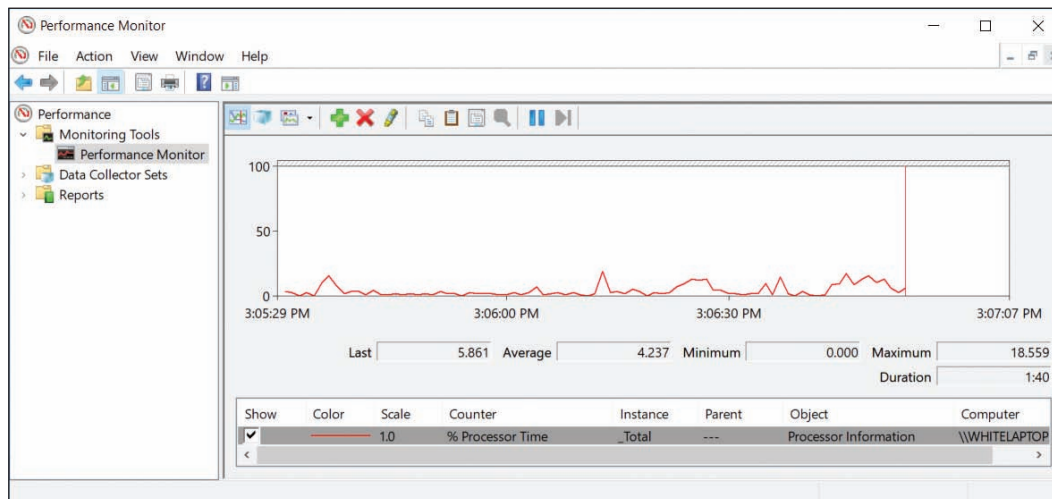 Performance Monitor
File Action View Window Help
Performance
Monitoring Tools
Performance Monitor
Data Collector Sets
Reports
100
50
0
3:05:29 PM 3:06:00 PM 3:06:30 PM 3:07:07 PM
Last 5.861 Average 4.237 Minimum 0.000 Maximum 18.559
Duration 1:40
Show Color Scale Counter Instance Parent Object Computer
1.0 % Processor Time _Total --- Processor Information \\WHITELAPTOP